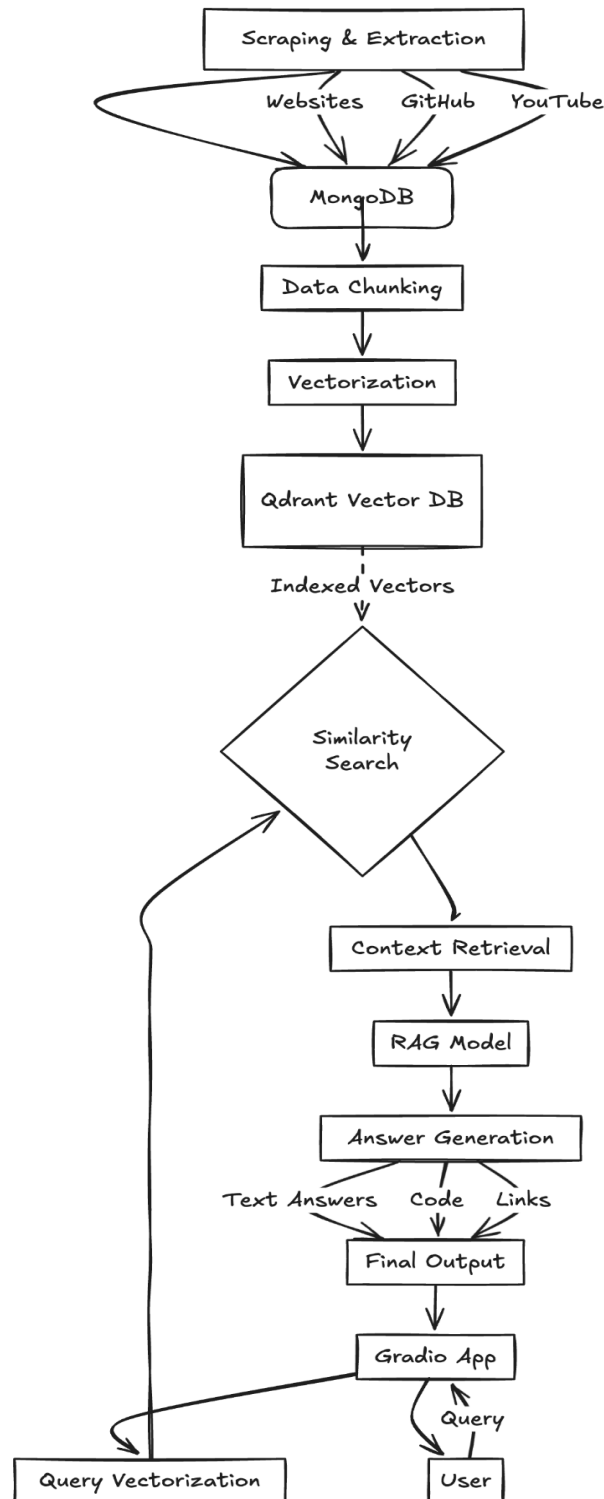 Scraping & Extraction
Websites GitHub YouTube
MongoDB
Data Chunking
Vectorization
Qdrant Vector DB
Indexed Vectors
Similarity
Search
Context Retrieval
RAG Model
Answer Generation
Text Answers Code Links
Final Output
Gradio App
Query
Query Vectorization User